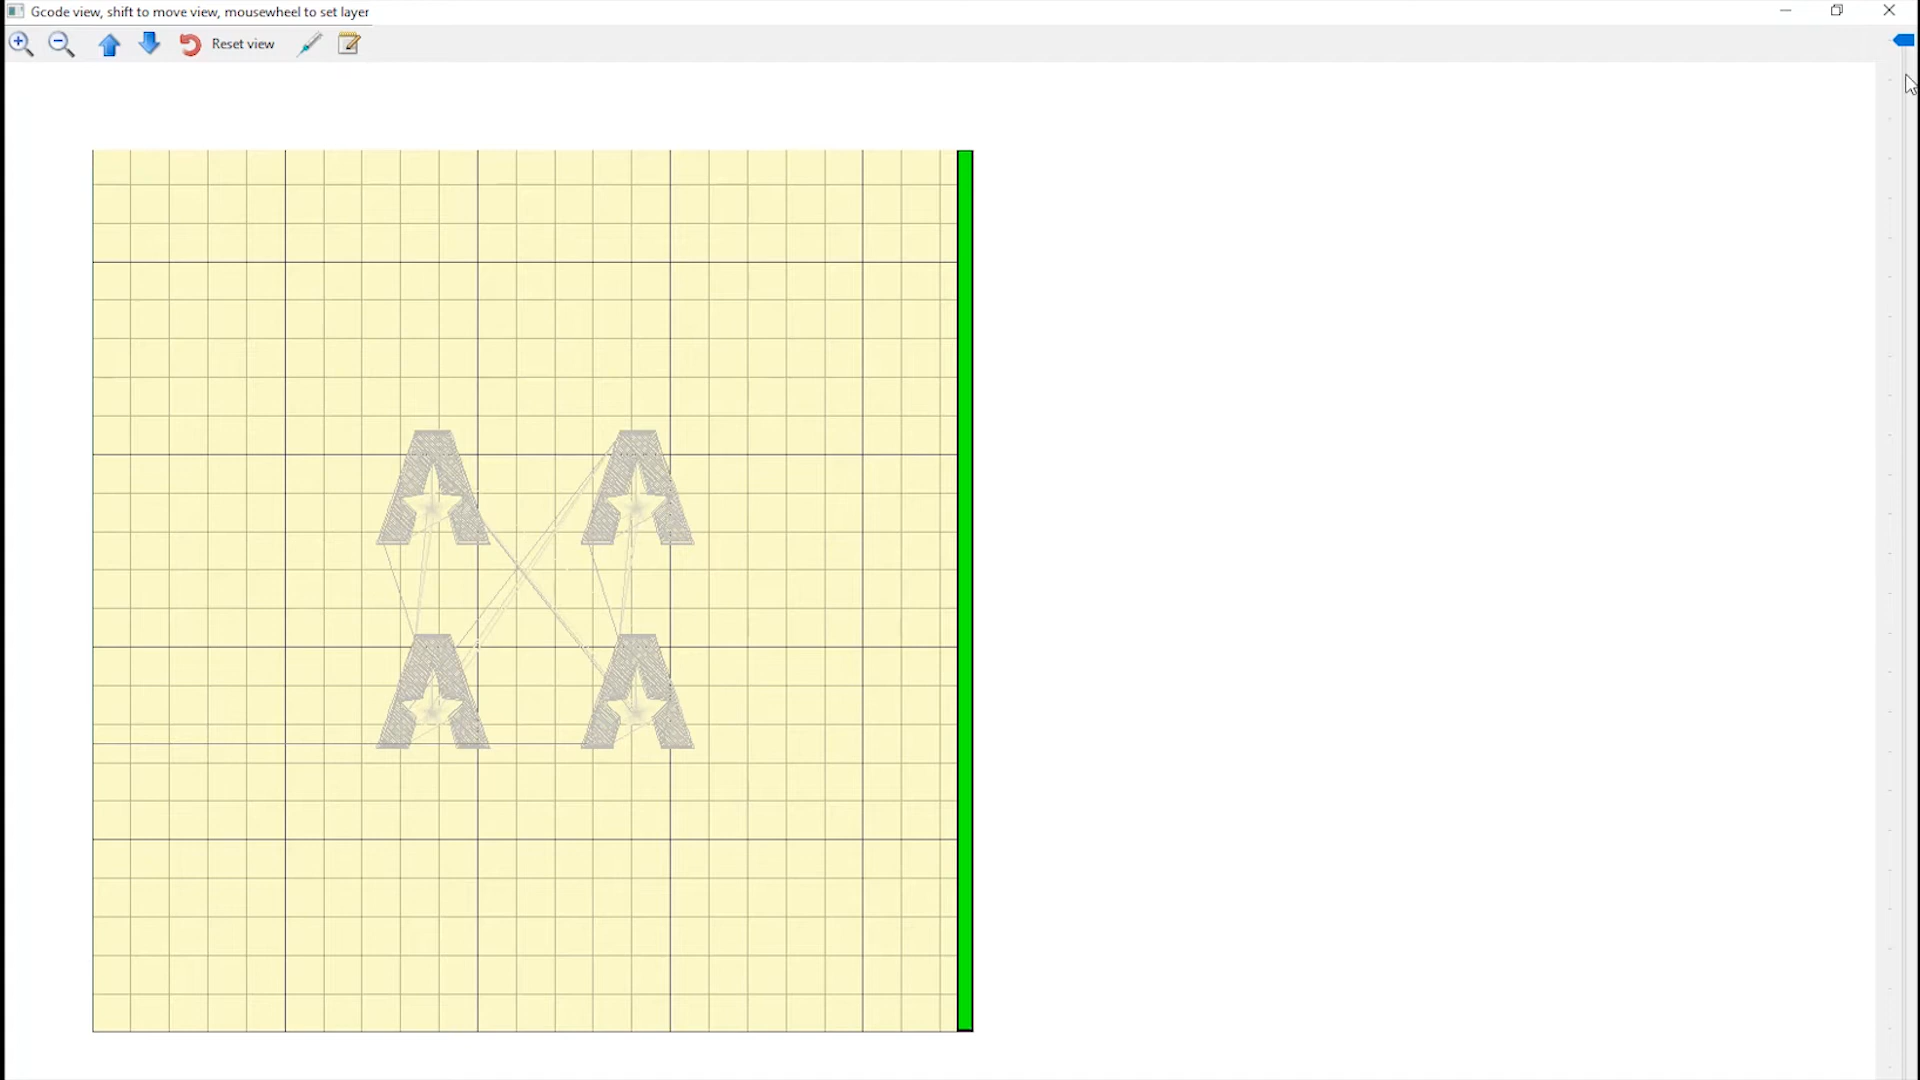 Gcode view, shift to move view, mousewheel to set layer
Reset view
A A
A A